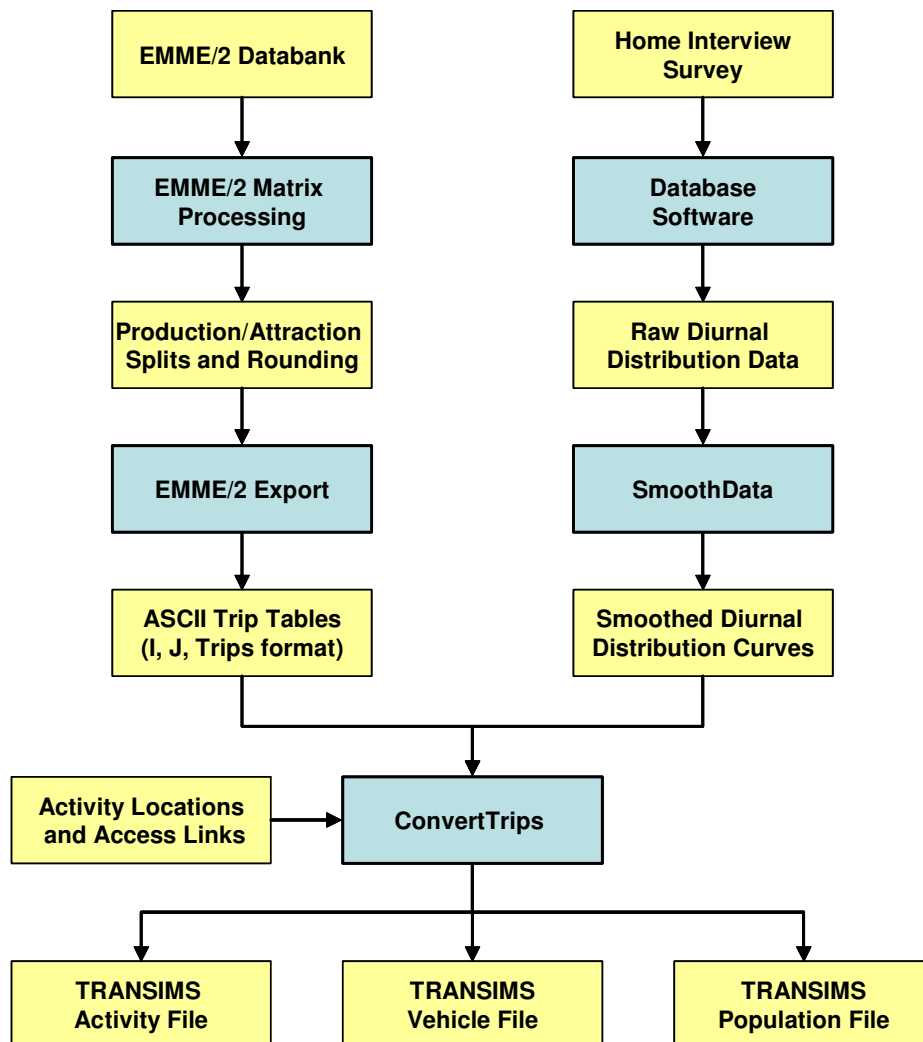 EMME/2 Databank
Home Interview
Survey
EMME/2 Matrix
Processing
Database
Software
Production/Attraction
Splits and Rounding
Raw Diurnal
Distribution Data
EMME/2 Export
SmoothData
ASCII Trip Tables
(I, J, Trips format)
Smoothed Diurnal
Distribution Curves
Activity Locations
and Access Links
ConvertTrips
TRANSIMS
Activity File
TRANSIMS
Vehicle File
TRANSIMS
Population File